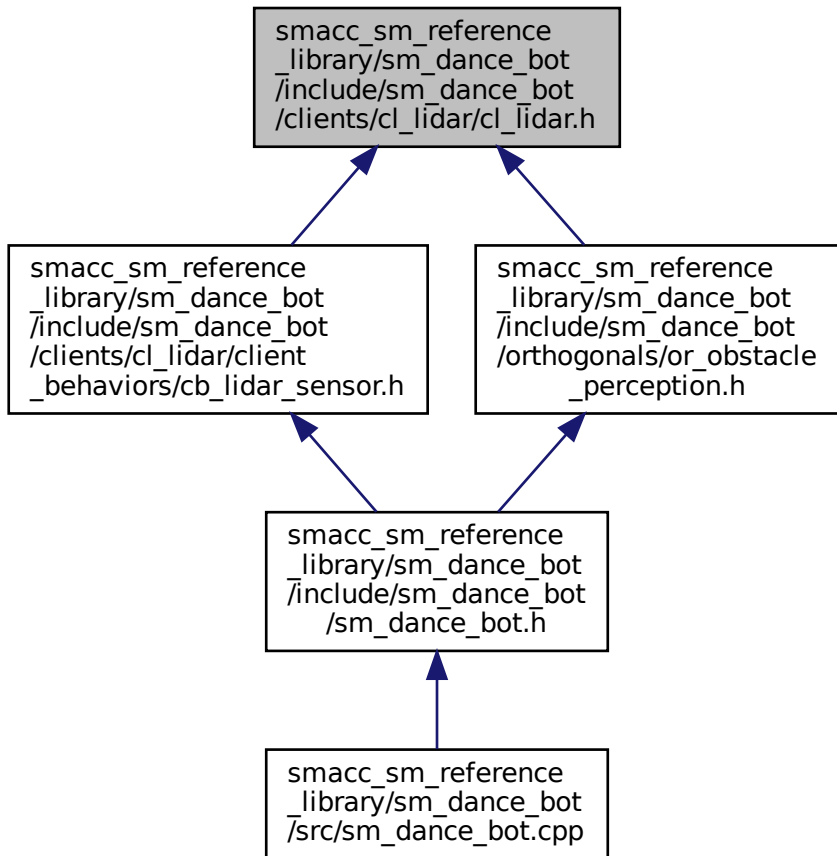 smacc_sm_reference
_library/sm_dance_bot
/include/sm_dance_bot
/clients/cl_lidar/cl_lidar.h
smacc_sm_reference
_library/sm_dance_bot
/include/sm_dance_bot
/clients/cl_lidar/client
_behaviors/cb_lidar_sensor.h
smacc_sm_reference
_library/sm_dance_bot
/include/sm_dance_bot
/orthogonals/or_obstacle
_perception.h
smacc_sm_reference
_library/sm_dance_bot
/include/sm_dance_bot
/sm_dance_bot.h
smacc_sm_reference
_library/sm_dance_bot
/src/sm_dance_bot.cpp